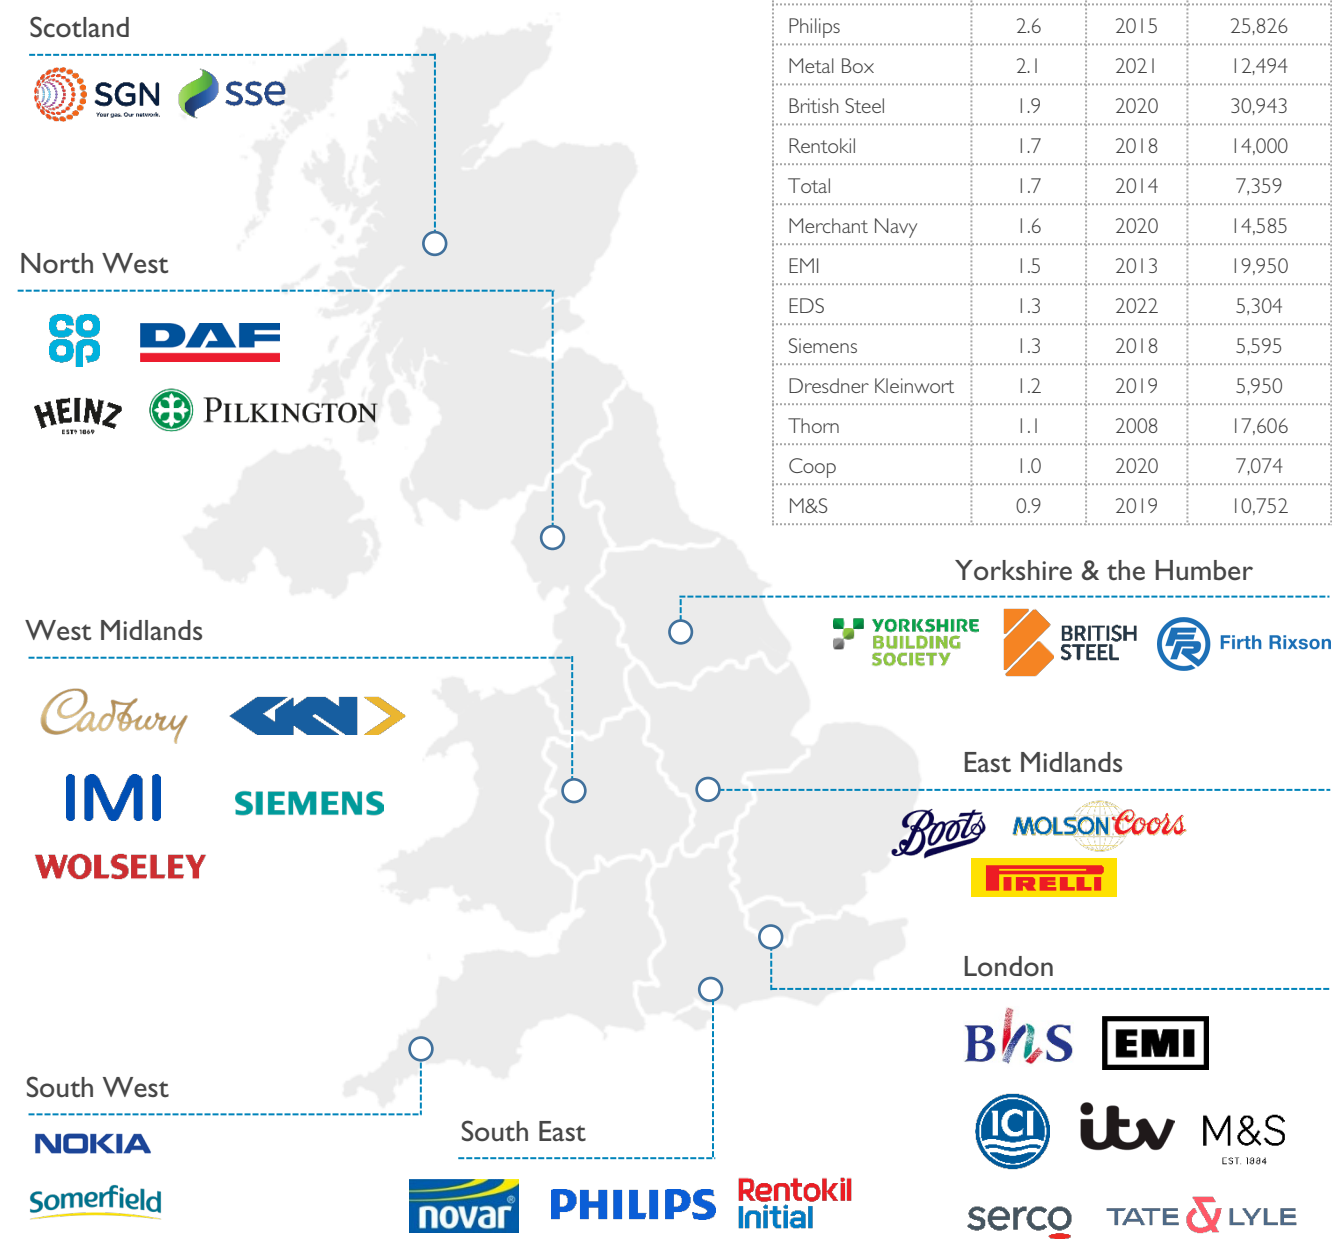 Scotland
SGN
Your gas. Our network.
sse
Philips 2.6 2015 25,826
Metal Box 2.1 2021 12,494
British Steel 1.9 2020 30,943
Rentokil 1.7 2018 14,000
Total 1.7 2014 7,359
Merchant Navy 1.6 2020 14,585
EMI 1.5 2013 19,950
EDS 1.3 2022 5,304
Siemens 1.3 2018 5,595
Dresdner Kleinwort 1.2 2019 5,950
Thorn 1.1 2008 17,606
Coop 1.0 2020 7,074
M&S 0.9 2019 10,752
North West
CO
OP
DAF
HEINZ
ESTD 1869
PILKINGTON
Yorkshire & the Humber
YORKSHIRE
BUILDING
SOCIETY
BRITISH
STEEL
FR
Firth Rixson
West Midlands
Cadbury
GKN
IMI
SIEMENS
WOLSELEY
East Midlands
Boots
MOLSON Coors
PIRELLI
London
BhS
EMI
ICI
itv
M&S
EST. 1884
serco
TATE & LYLE
South West
NOKIA
Somerfield
South East
novar®
PHILIPS
Rentokil
Initial